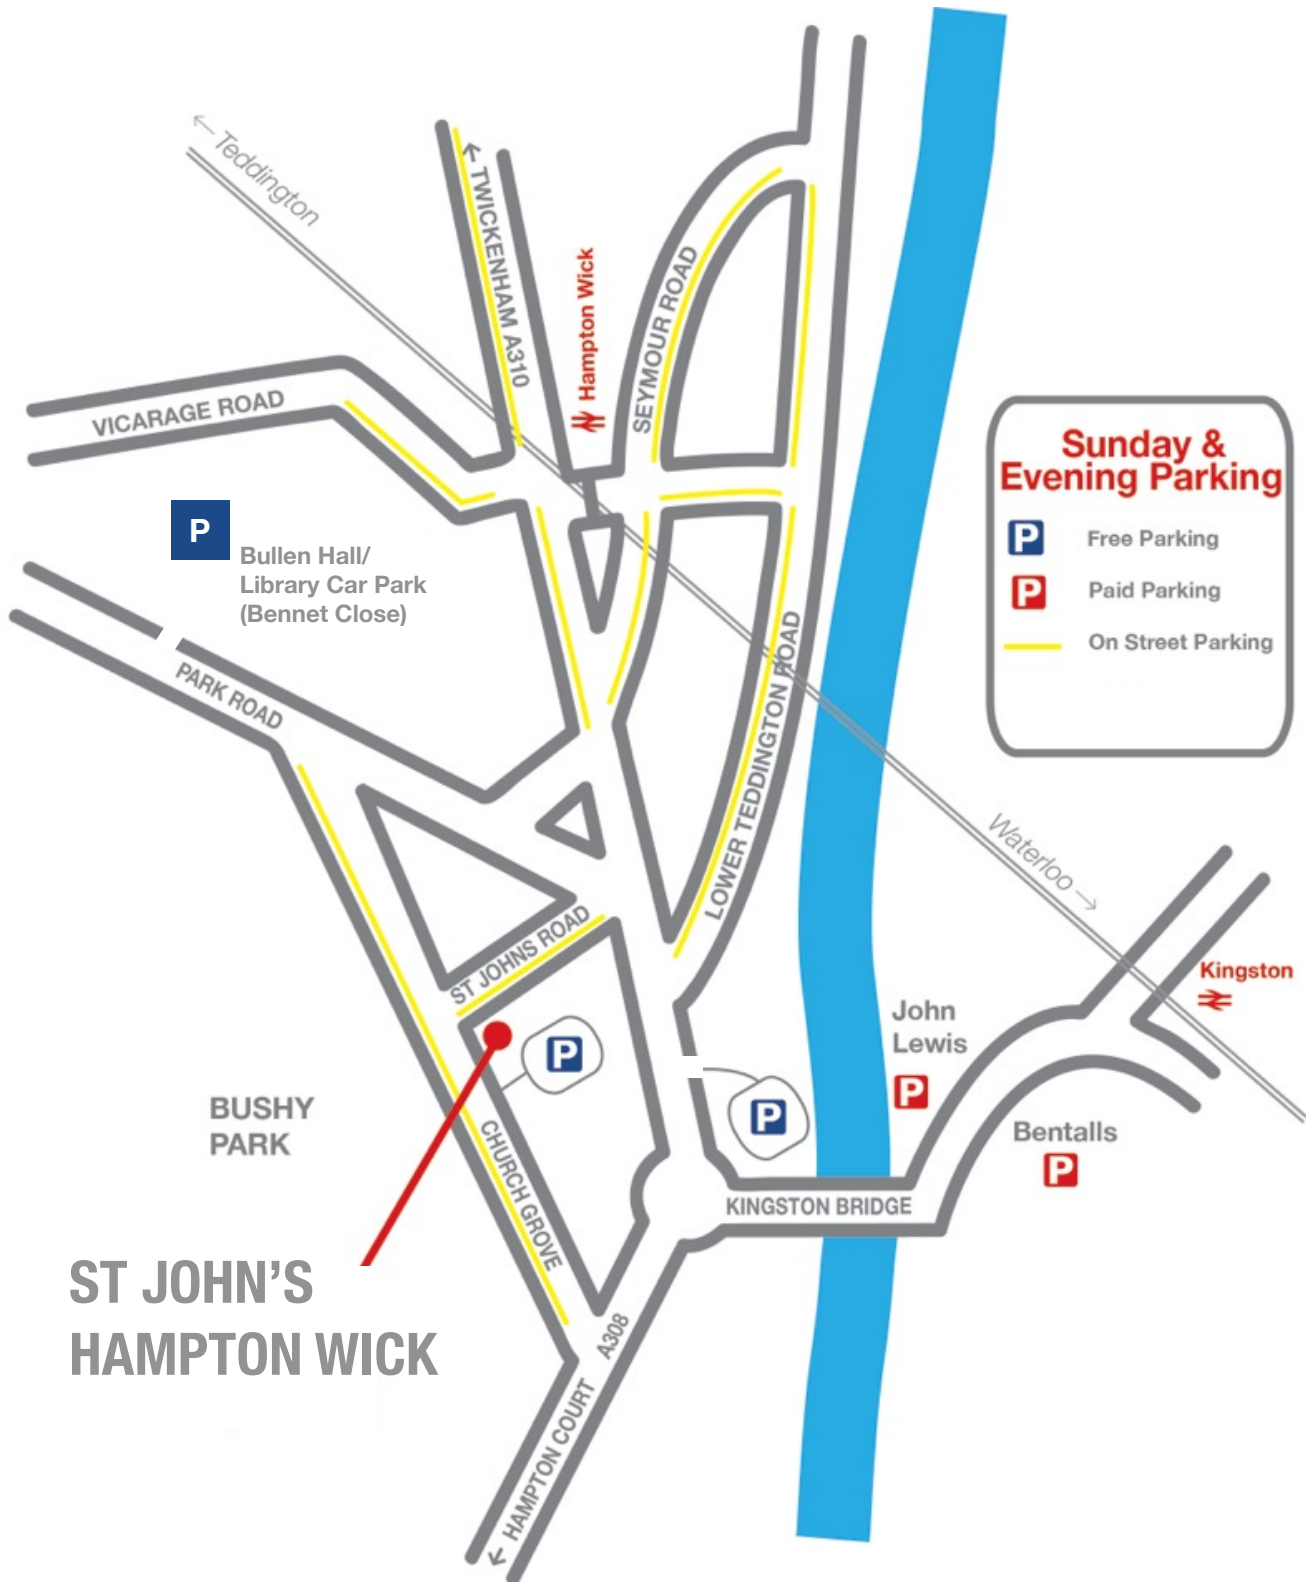 ← Teddington
← TWICKENHAM A310
Hampton Wick
SEYMOUR ROAD
VICARAGE ROAD
Sunday &
Evening Parking
P Free Parking
P Paid Parking
On Street Parking
P
Bullen Hall/
Library Car Park
(Bennet Close)
PARK ROAD
LOWER TEDDINGTON ROAD
Waterloo →
ST JOHNS ROAD
Kingston
John
Lewis
P
P
P
BUSHY
PARK
Bentalls
P
CHURCH GROVE
KINGSTON BRIDGE
ST JOHN’S
HAMPTON WICK
← HAMPTON COURT A308